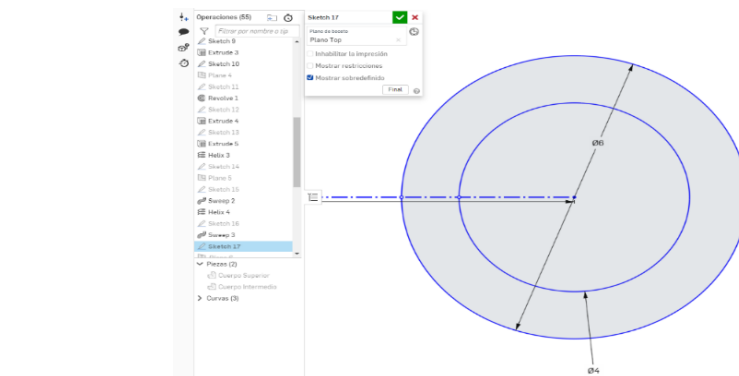 Operaciones (55)
Filtrar por nombre o tip
Sketch 9
Extrude 3
Sketch 10
Plane 4
Sketch 11
Revolve 1
Sketch 12
Extrude 4
Sketch 13
Extrude 5
Helix 3
Sketch 14
Plane 5
Sketch 15
Sweep 2
Helix 4
Sketch 16
Sweep 3
Sketch 17
Piezas (2)
Cuerpo Superior
Cuerpo Intermedio
Curvas (3)
Sketch 17
Plano de boceto
Plano Top
Inhabilitar la impresión
Mostrar restricciones
Mostrar sobredefinido
Final
Ø6
Ø4